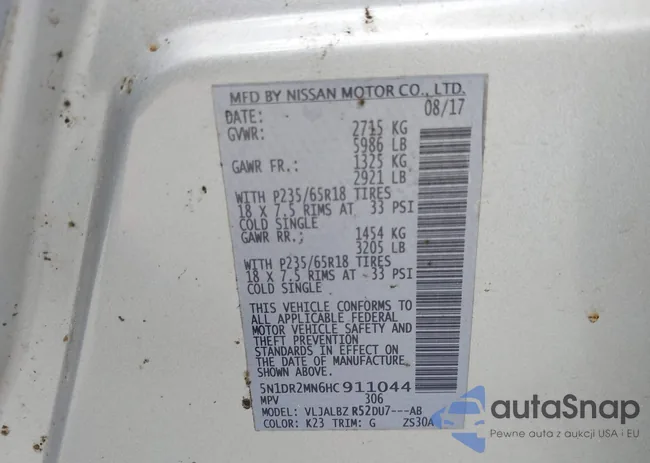 MFD BY NISSAN MOTOR CO., LTD.
DATE: 08/17
GVWR: 2715 KG
5986 LB
GAWR FR.: 1325 KG
2921 LB
WITH P235/65R18 TIRES
18 X 7.5 RIMS AT 33 PSI
COLD SINGLE
GAWR RR.: 1454 KG
3205 LB
WITH P235/65R18 TIRES
18 X 7.5 RIMS AT 33 PSI
COLD SINGLE
THIS VEHICLE CONFORMS TO
ALL APPLICABLE FEDERAL
MOTOR VEHICLE SAFETY AND
THEFT PREVENTION
STANDARDS IN EFFECT ON
THE DATE OF MANUFACTURE
SHOWN ABOVE.
5N1DR2MN6HC911044
MPV 306
MODEL: VLJALBZ R52DU7---AB
COLOR: K23 TRIM: G ZS30A
autaSnap
Pewne auta z aukcji USA i EU